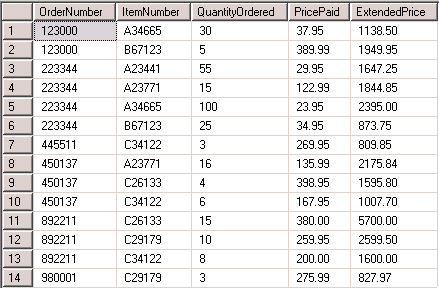 OrderNumber ItemNumber QuantityOrdered PricePaid ExtendedPrice
1 123000 A34665 30 37.95 1138.50
2 123000 B67123 5 389.99 1949.95
3 223344 A23441 55 29.95 1647.25
4 223344 A23771 15 122.99 1844.85
5 223344 A34665 100 23.95 2395.00
6 223344 B67123 25 34.95 873.75
7 445511 C34122 3 269.95 809.85
8 450137 A23771 16 135.99 2175.84
9 450137 C26133 4 398.95 1595.80
10 450137 C34122 6 167.95 1007.70
11 892211 C26133 15 380.00 5700.00
12 892211 C29179 10 259.95 2599.50
13 892211 C34122 8 200.00 1600.00
14 980001 C29179 3 275.99 827.97